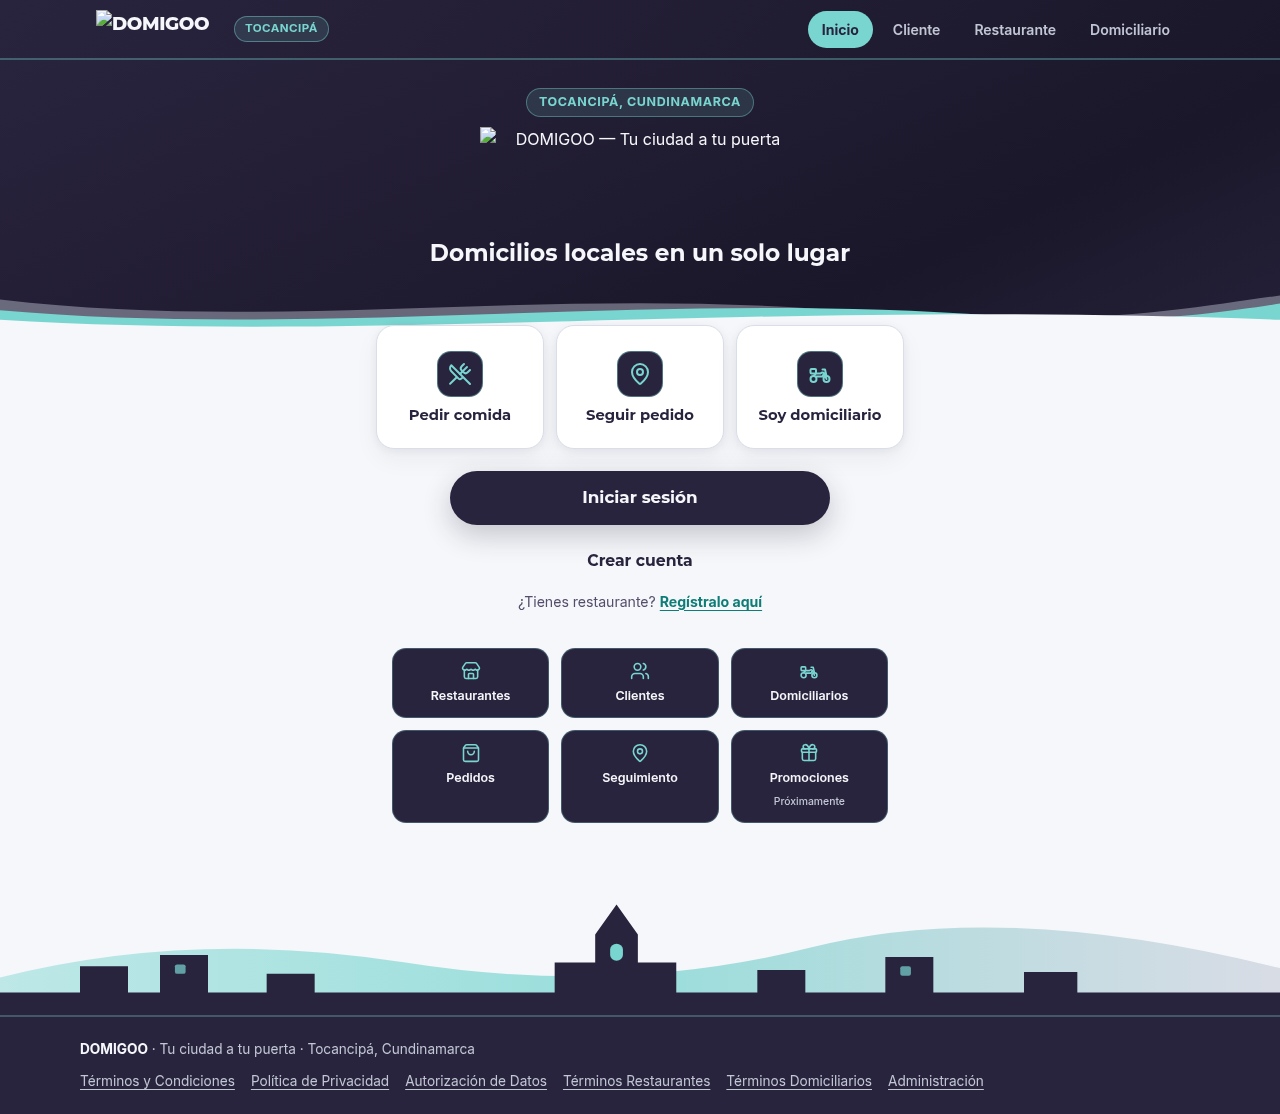 DOMIGOO TOCANCIPÁ Inicio Cliente Restaurante Domiciliario
TOCANCIPÁ, CUNDINAMARCA
DOMIGOO — Tu ciudad a tu puerta
Domicilios locales en un solo lugar
Pedir comida Seguir pedido Soy domiciliario
Iniciar sesión
Crear cuenta
¿Tienes restaurante? Regístralo aquí
Restaurantes Clientes Domiciliarios
Pedidos Seguimiento Promociones
Próximamente
DOMIGOO · Tu ciudad a tu puerta · Tocancipá, Cundinamarca
Términos y Condiciones Política de Privacidad Autorización de Datos Términos Restaurantes Términos Domiciliarios Administración